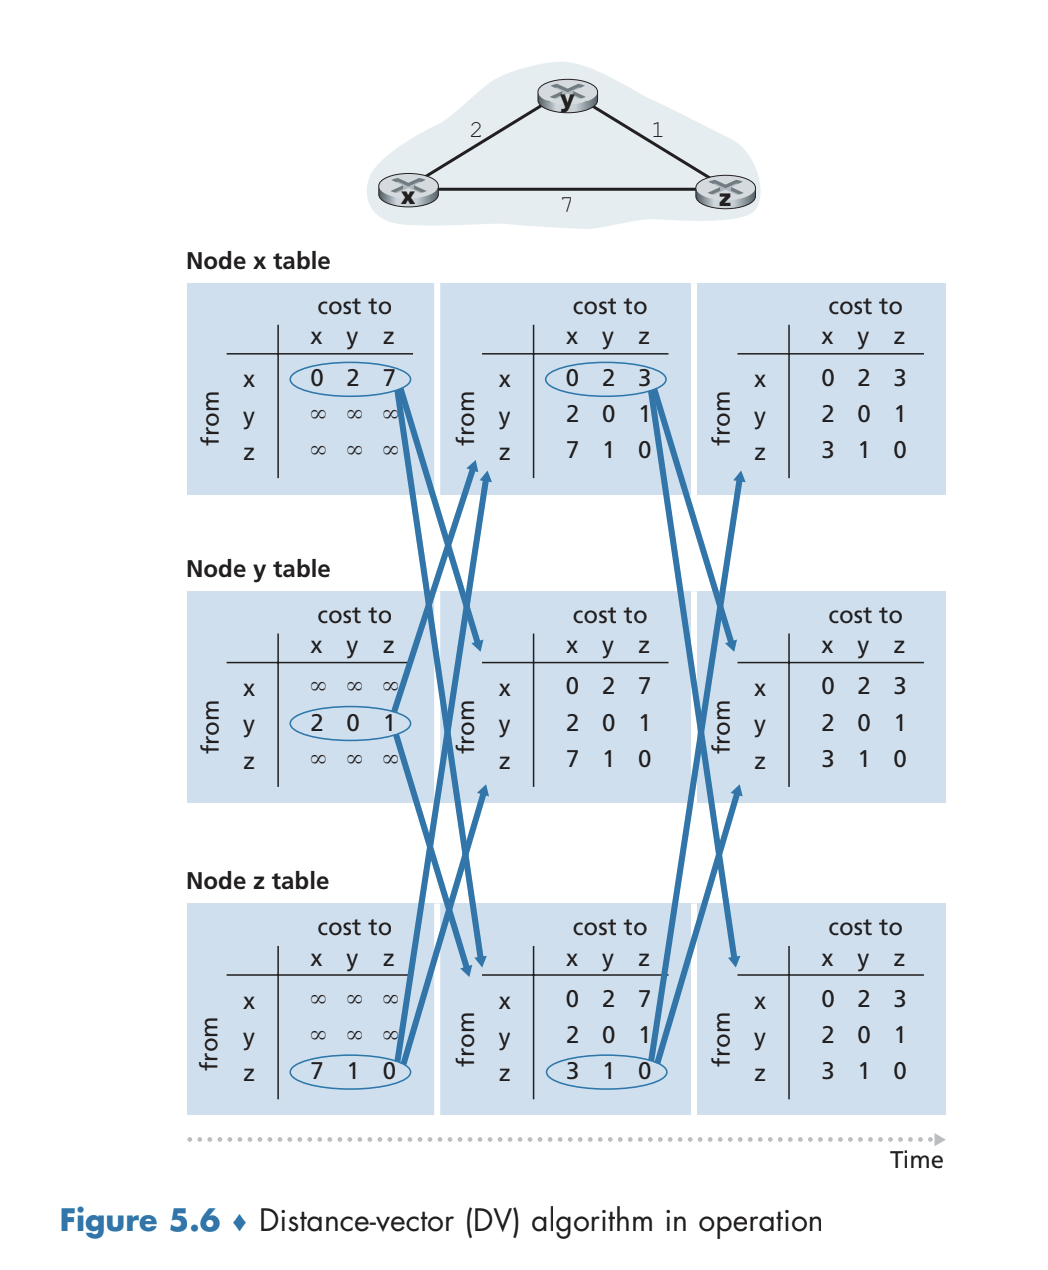 y
2 1
x z
7
Node x table
cost to cost to cost to
x y z x y z x y z
from x 0 2 7 from x 0 2 3 from x 0 2 3
y ∞ ∞ ∞ y 2 0 1 y 2 0 1
z ∞ ∞ ∞ z 7 1 0 z 3 1 0
Node y table
cost to cost to cost to
x y z x y z x y z
from x ∞ ∞ ∞ from x 0 2 7 from x 0 2 3
y 2 0 1 y 2 0 1 y 2 0 1
z ∞ ∞ ∞ z 7 1 0 z 3 1 0
Node z table
cost to cost to cost to
x y z x y z x y z
from x ∞ ∞ ∞ from x 0 2 7 from x 0 2 3
y ∞ ∞ ∞ y 2 0 1 y 2 0 1
z 7 1 0 z 3 1 0 z 3 1 0
Time
Figure 5.6 ♦ Distance-vector (DV) algorithm in operation